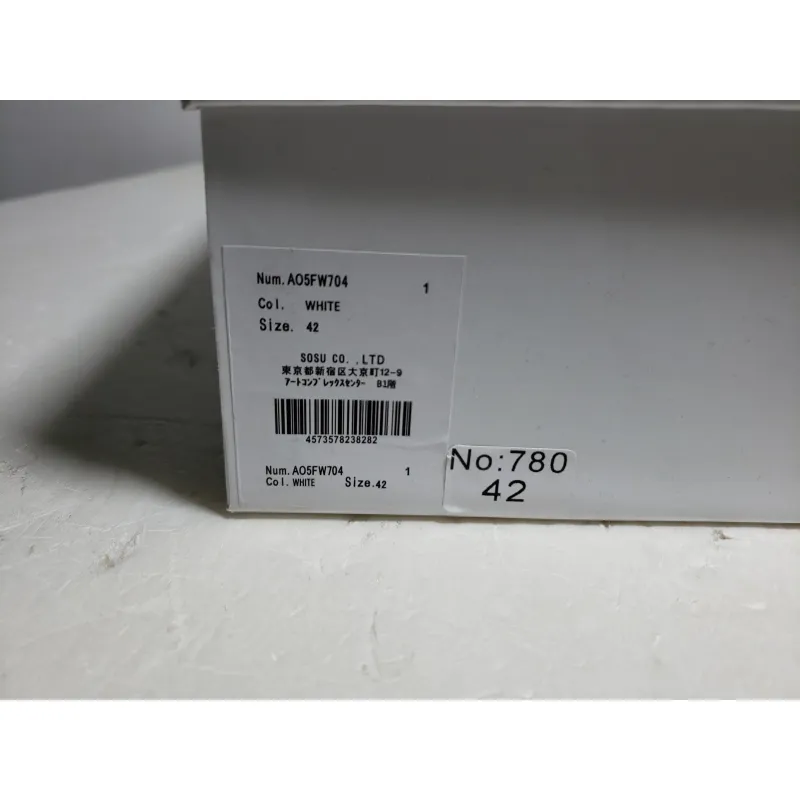 Num. AO5FW704 1
Col. WHITE
Size. 42
SOSU CO. ,LTD
東京都新宿区大京町12-9
アートコンプレックスセンター B1階
4573578238282
Num. AO5FW704 1
Col. WHITE Size. 42
No:780
42